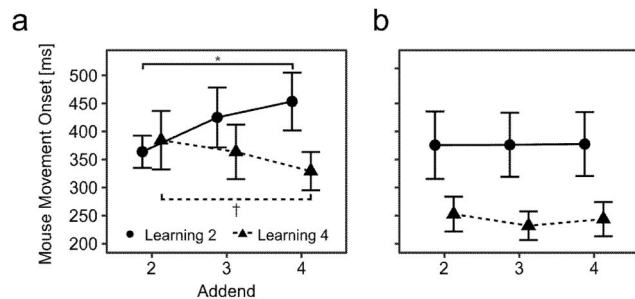 a
b
Mouse Movement Onset [ms]
500
450
400
350
300
250
200
*
†
Learning 2 Learning 4
2 3 4
Addend
2 3 4